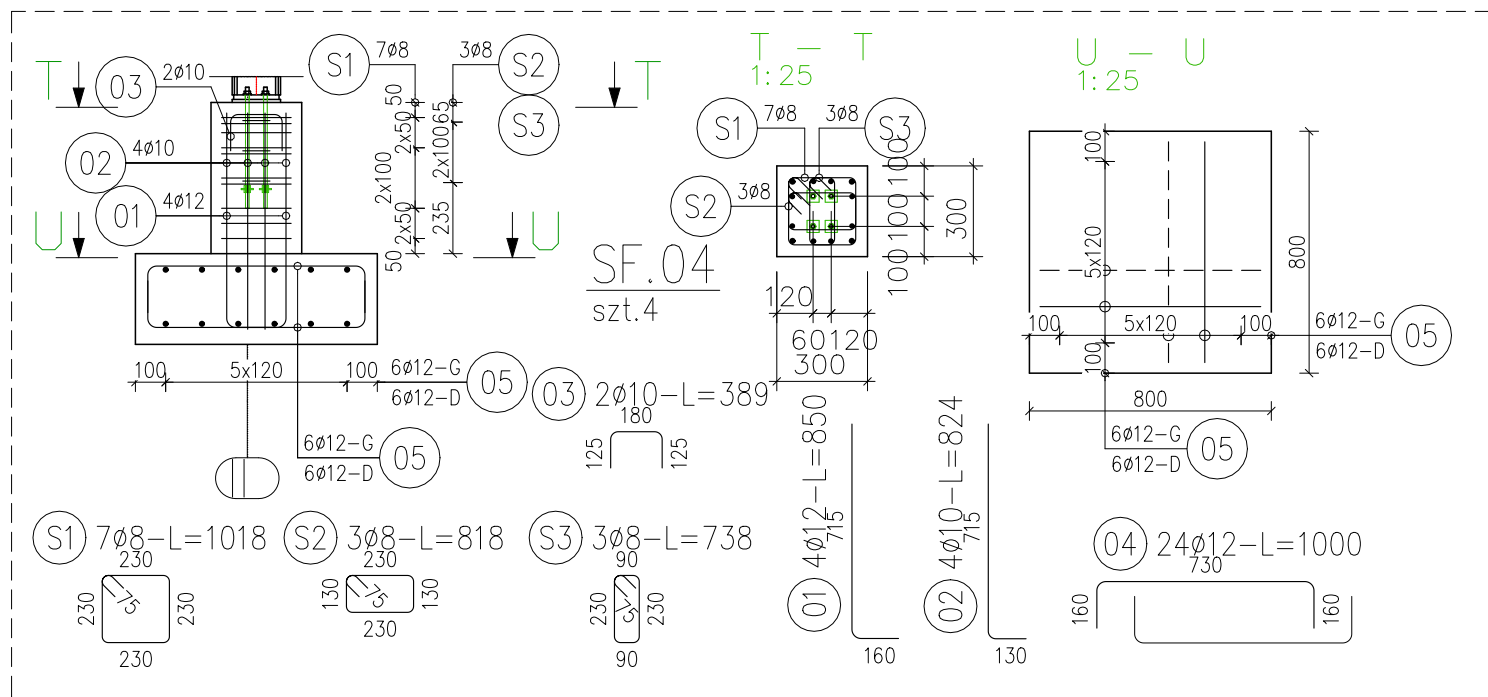 T
T
03
2ø10
02
4ø10
01
4ø12
U
U
S1
7ø8
3ø8
S2
S3
50
2x50
2x100
2x50
50
65
2x100
235
100
5x120
100
6ø12-G
6ø12-D
05
6ø12-G
6ø12-D
05
SF.04
szt.4
T - T
1:25
S1
7ø8
3ø8
S3
S2
3ø8
100
100
100
300
120
60
120
300
U - U
1:25
100
5x120
100
800
100
5x120
100
6ø12-G
6ø12-D
05
800
6ø12-G
6ø12-D
05
03
2ø10-L=389
180
125
125
S1
7ø8-L=1018
230
230
75
230
230
S2
3ø8-L=818
230
130
75
130
230
S3
3ø8-L=738
90
230
230
90
01
4ø12-L=850
715
160
02
4ø10-L=824
715
130
04
24ø12-L=1000
730
160
160